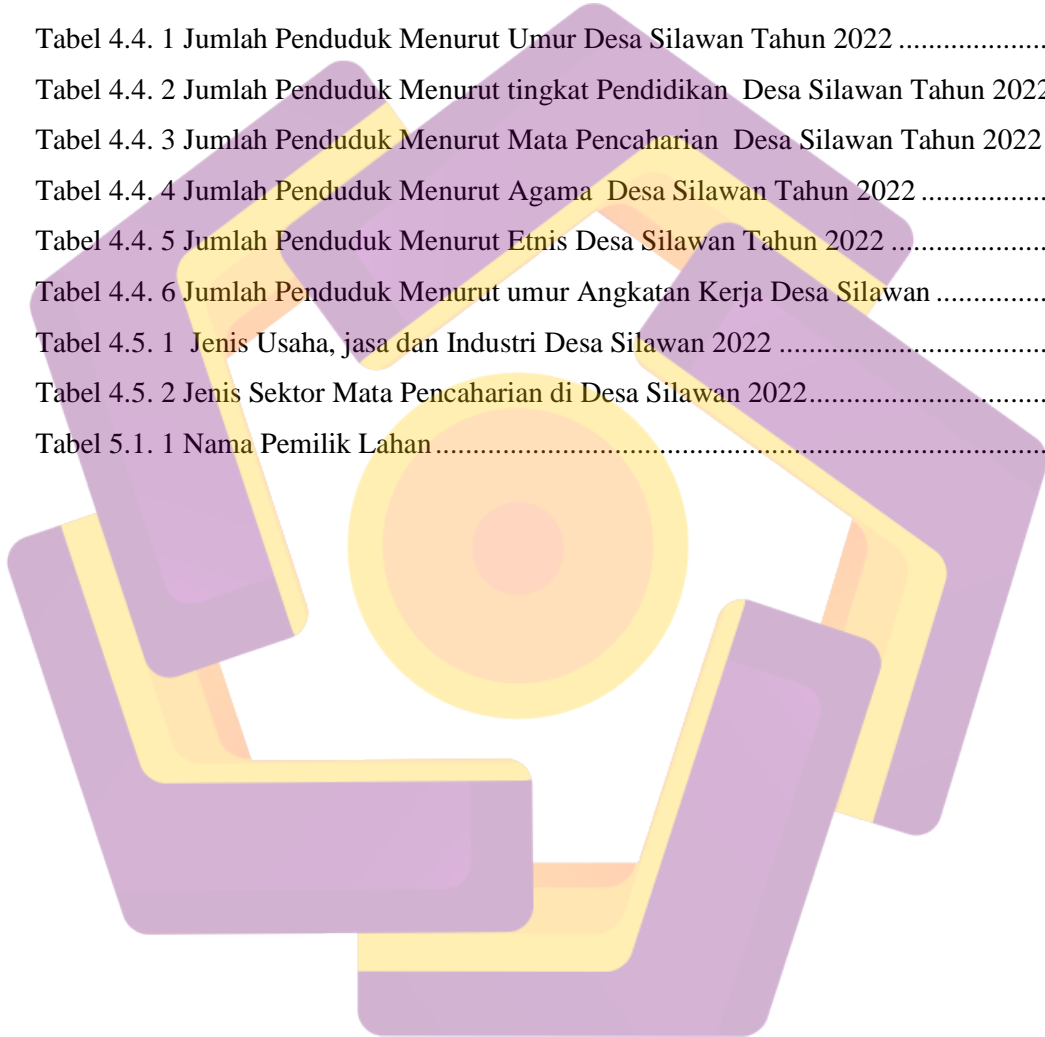 Tabel 4.4. 1 Jumlah Penduduk Menurut Umur Desa Silawan Tahun 2022 ....................
Tabel 4.4. 2 Jumlah Penduduk Menurut tingkat Pendidikan  Desa Silawan Tahun 2022
Tabel 4.4. 3 Jumlah Penduduk Menurut Mata Pencaharian  Desa Silawan Tahun 2022
Tabel 4.4. 4 Jumlah Penduduk Menurut Agama  Desa Silawan Tahun 2022 .................
Tabel 4.4. 5 Jumlah Penduduk Menurut Etnis Desa Silawan Tahun 2022 .....................
Tabel 4.4. 6 Jumlah Penduduk Menurut umur Angkatan Kerja Desa Silawan ...............
Tabel 4.5. 1  Jenis Usaha, jasa dan Industri Desa Silawan 2022 ....................................
Tabel 4.5. 2 Jenis Sektor Mata Pencaharian di Desa Silawan 2022................................
Tabel 5.1. 1 Nama Pemilik Lahan..................................................................................